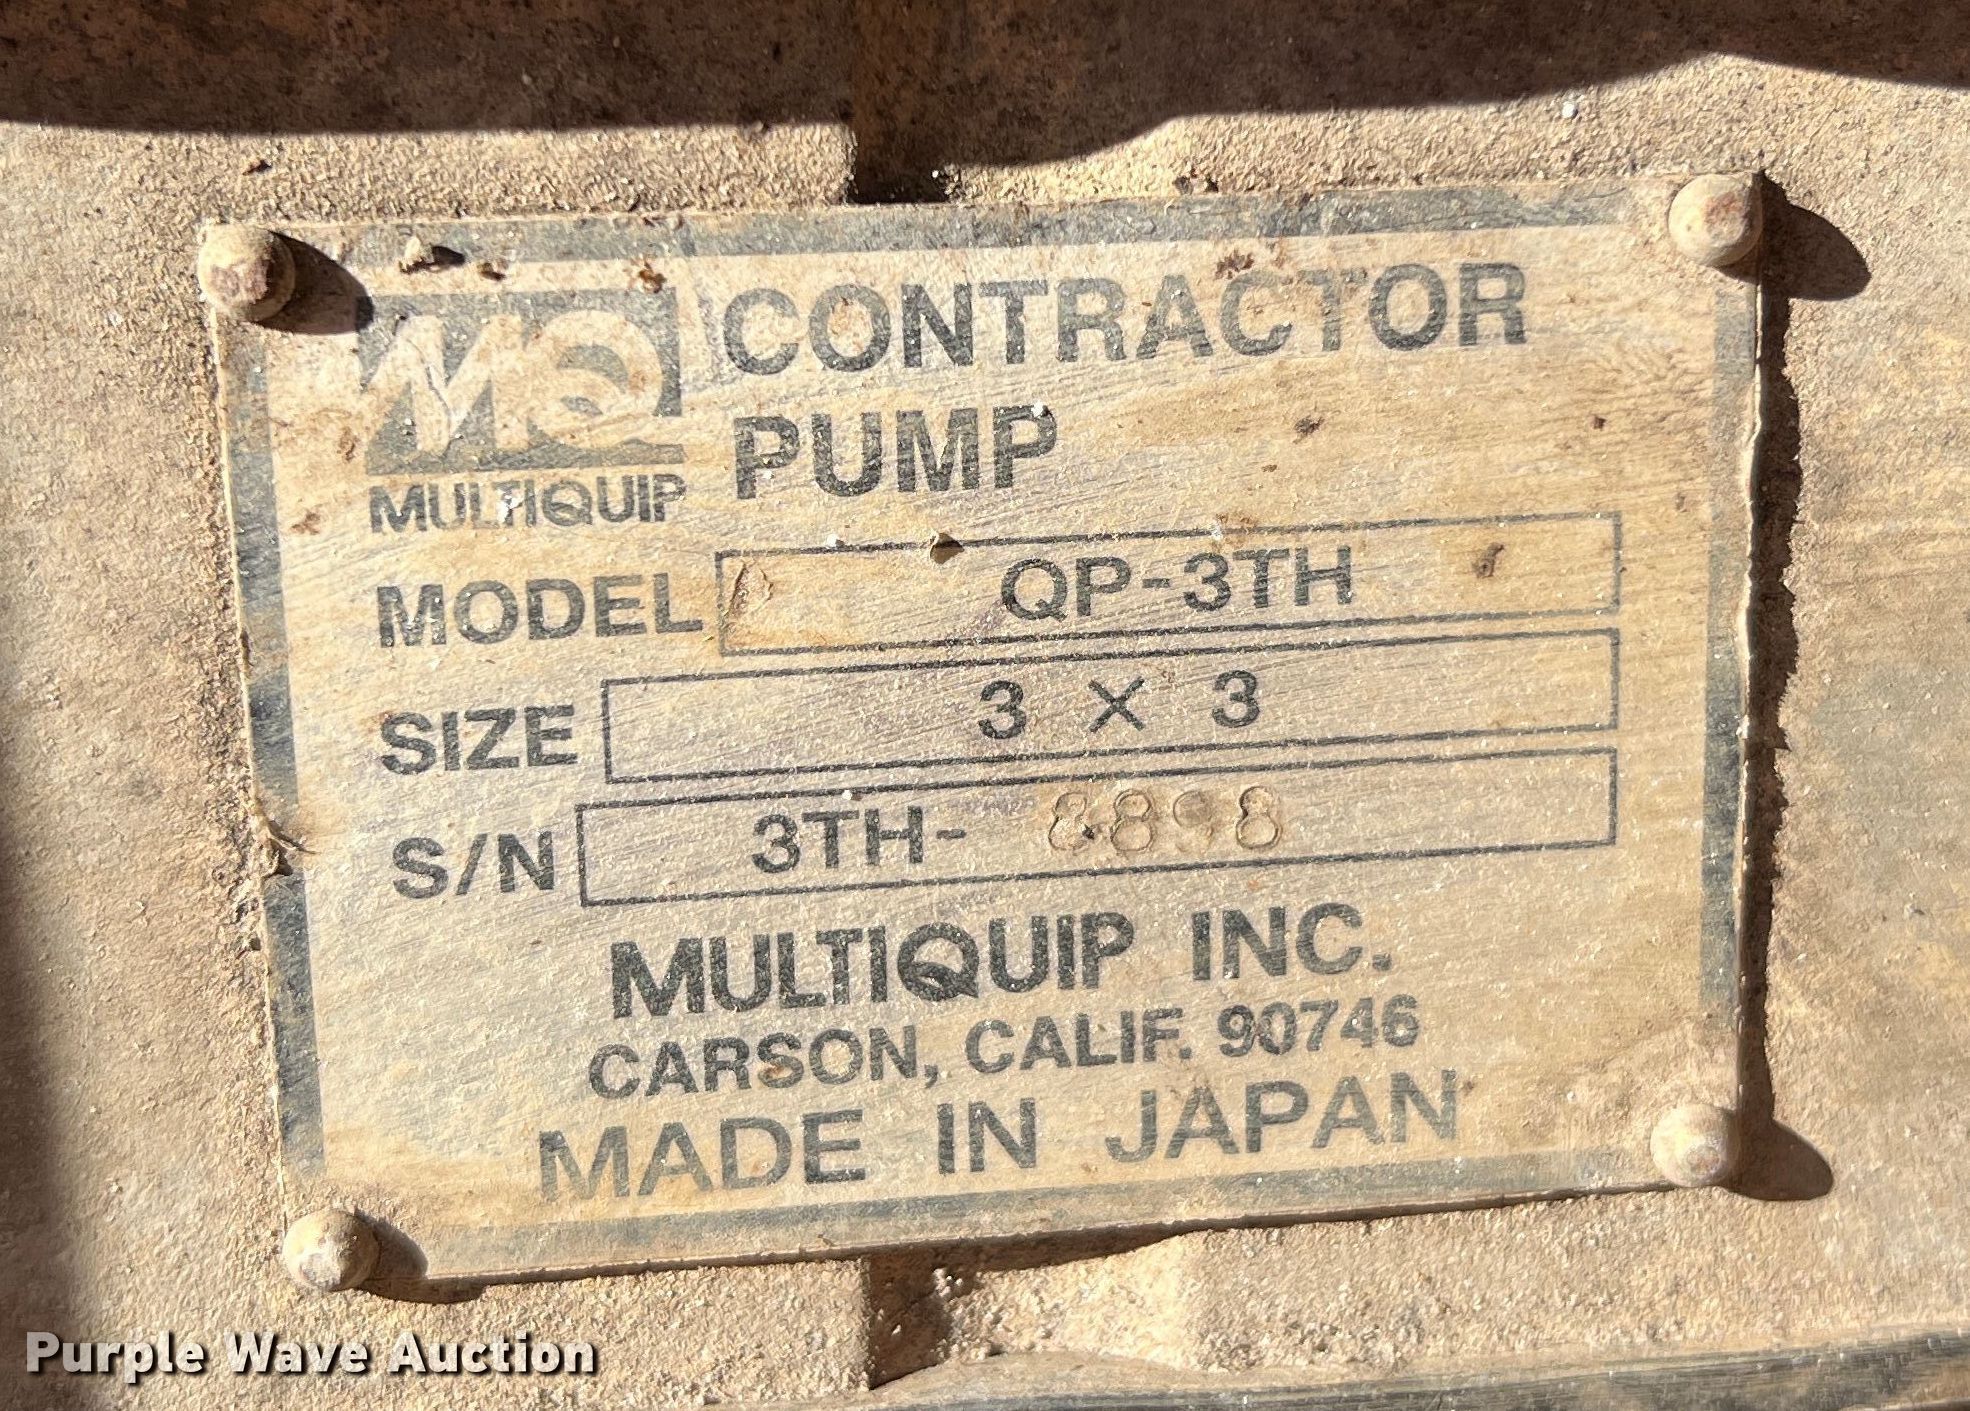 MQ CONTRACTOR
PUMP
MULTIQUIP
MODEL QP-3TH
SIZE 3 X 3
S/N 3TH- 8898
MULTIQUIP INC.
CARSON, CALIF. 90746
MADE IN JAPAN
Purple Wave Auction